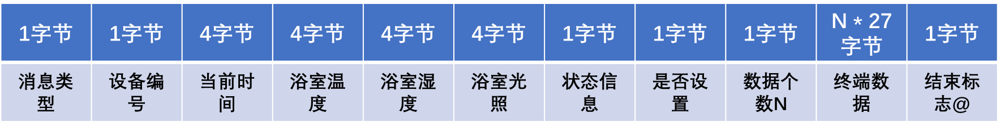 1字节
1字节
4字节
4字节
4字节
4字节
1字节
1字节
1字节
N * 27
字节
1字节
消息类
型
设备编
号
当前时
间
浴室温
度
浴室湿
度
浴室光
照
状态信
息
是否设
置
数据个
数N
终端数
据
结束标
志@